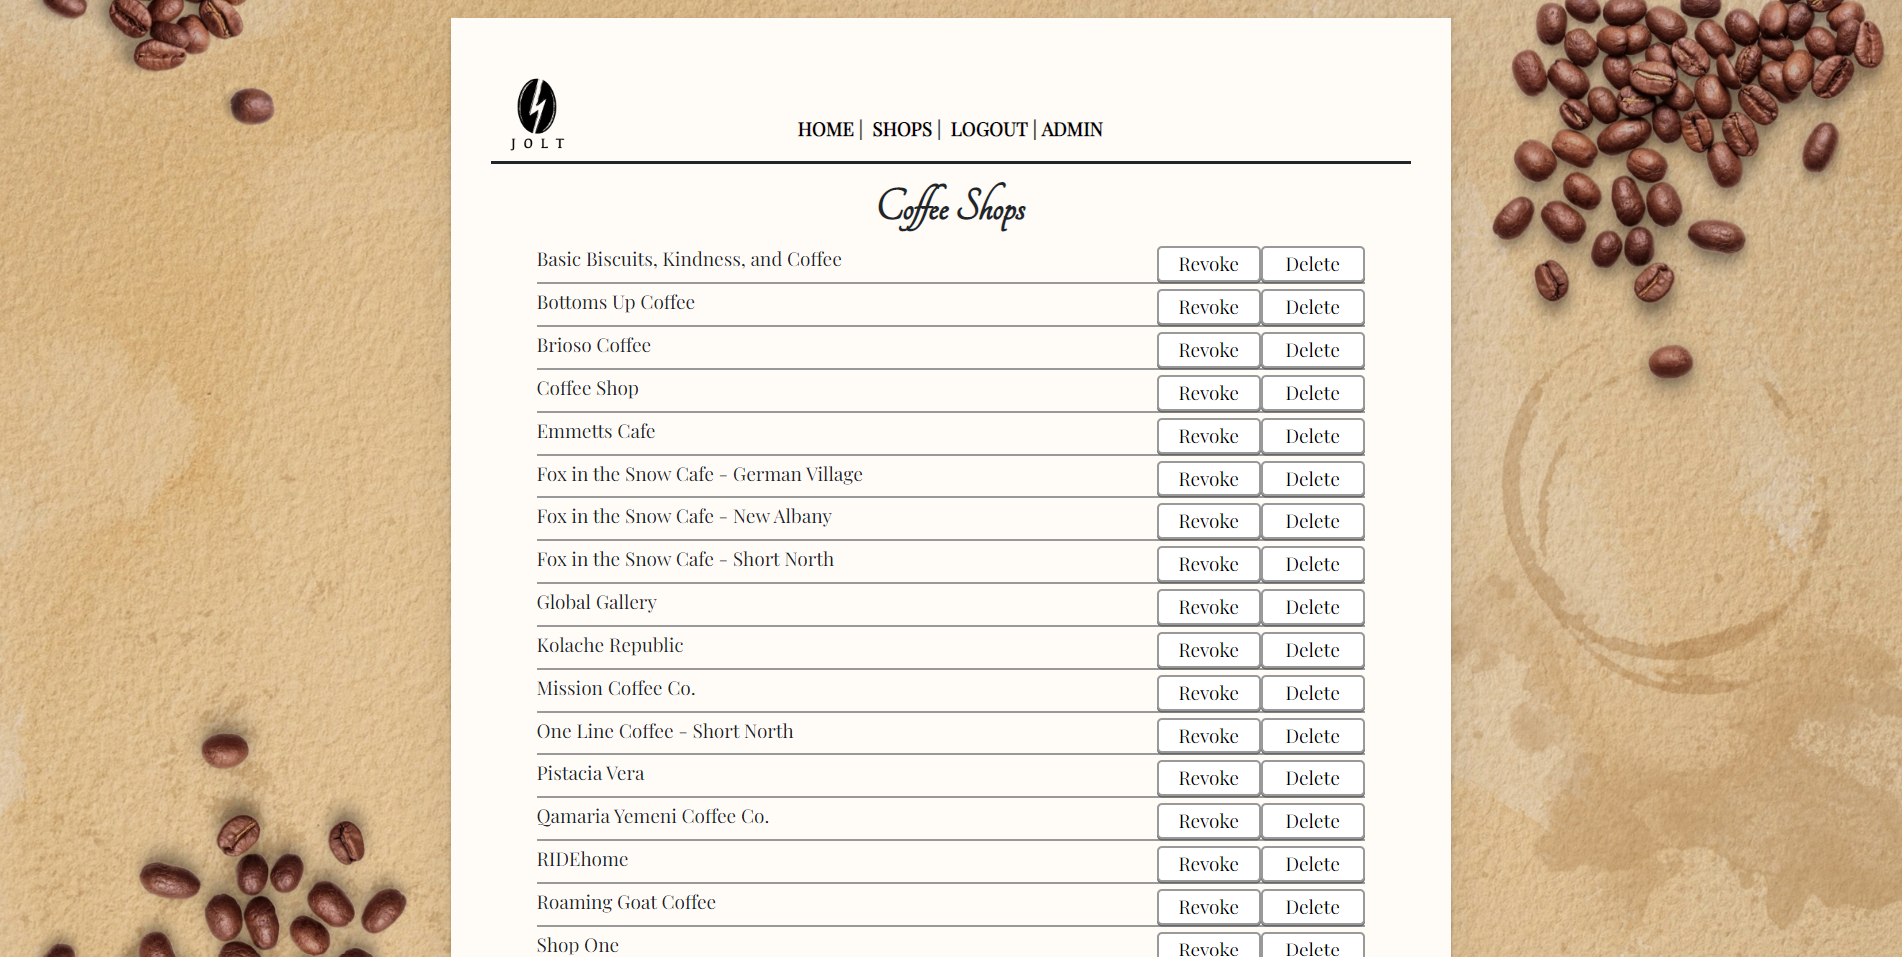 JOLT
HOME | SHOPS | LOGOUT | ADMIN
Coffee Shops
Basic Biscuits, Kindness, and Coffee Revoke Delete
Bottoms Up Coffee Revoke Delete
Brioso Coffee Revoke Delete
Coffee Shop Revoke Delete
Emmetts Cafe Revoke Delete
Fox in the Snow Cafe - German Village Revoke Delete
Fox in the Snow Cafe - New Albany Revoke Delete
Fox in the Snow Cafe - Short North Revoke Delete
Global Gallery Revoke Delete
Kolache Republic Revoke Delete
Mission Coffee Co. Revoke Delete
One Line Coffee - Short North Revoke Delete
Pistacia Vera Revoke Delete
Qamaria Yemeni Coffee Co. Revoke Delete
RIDEhome Revoke Delete
Roaming Goat Coffee Revoke Delete
Shop One Revoke Delete